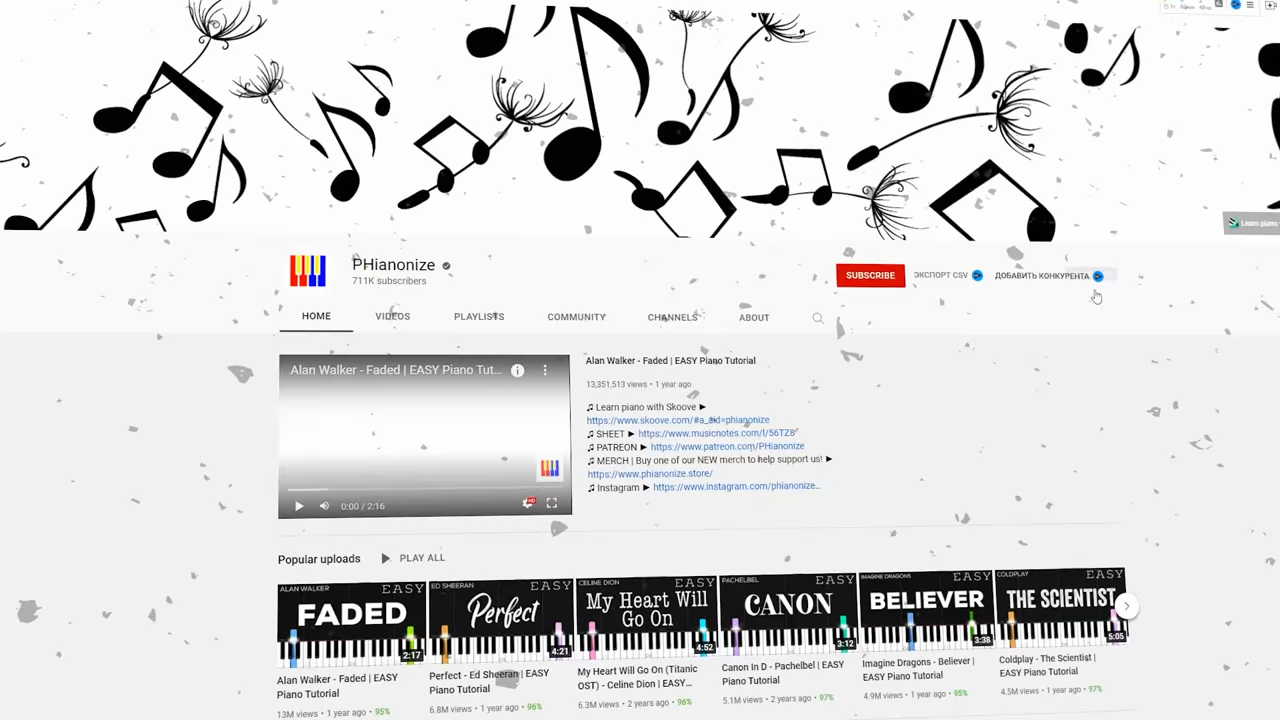 Learn piano
PHianonize
711K subscribers
SUBSCRIBE
ЭКСПОРТ CSV
ДОБАВИТЬ КОНКУРЕНТА
HOME
VIDEOS
PLAYLISTS
COMMUNITY
CHANNELS
ABOUT
Alan Walker - Faded | EASY Piano Tut...
0:00 / 2:16
HD
Alan Walker - Faded | EASY Piano Tutorial
13,351,513 views • 1 year ago
♫ Learn piano with Skoove ►
https://www.skoove.com/#a_aid=phianonize
♫ SHEET ► https://www.musicnotes.com/l/56TZ8
♫ PATREON ► https://www.patreon.com/PHianonize
♫ MERCH | Buy one of our NEW merch to help support us! ►
https://www.phianonize.store/
♫ Instagram ► https://www.instagram.com/phianonize...
Popular uploads
PLAY ALL
ALAN WALKER EASY
FADED
2:17
Alan Walker - Faded | EASY
Piano Tutorial
13M views • 1 year ago • 95%
ED SHEERAN EASY
Perfect
4:21
Perfect - Ed Sheeran | EASY
Piano Tutorial
6.8M views • 1 year ago • 96%
CELINE DION EASY
My Heart Will
Go On
4:52
My Heart Will Go On (Titanic
OST) - Celine Dion | EASY...
6.3M views • 2 years ago • 96%
PACHELBEL EASY
CANON
3:12
Canon In D - Pachelbel | EASY
Piano Tutorial
5.1M views • 2 years ago • 97%
IMAGINE DRAGONS EASY
BELIEVER
3:38
Imagine Dragons - Believer |
EASY Piano Tutorial
4.9M views • 1 year ago • 95%
COLDPLAY EASY
THE SCIENTIST
5:05
Coldplay - The Scientist |
EASY Piano Tutorial
4.5M views • 1 year ago • 97%